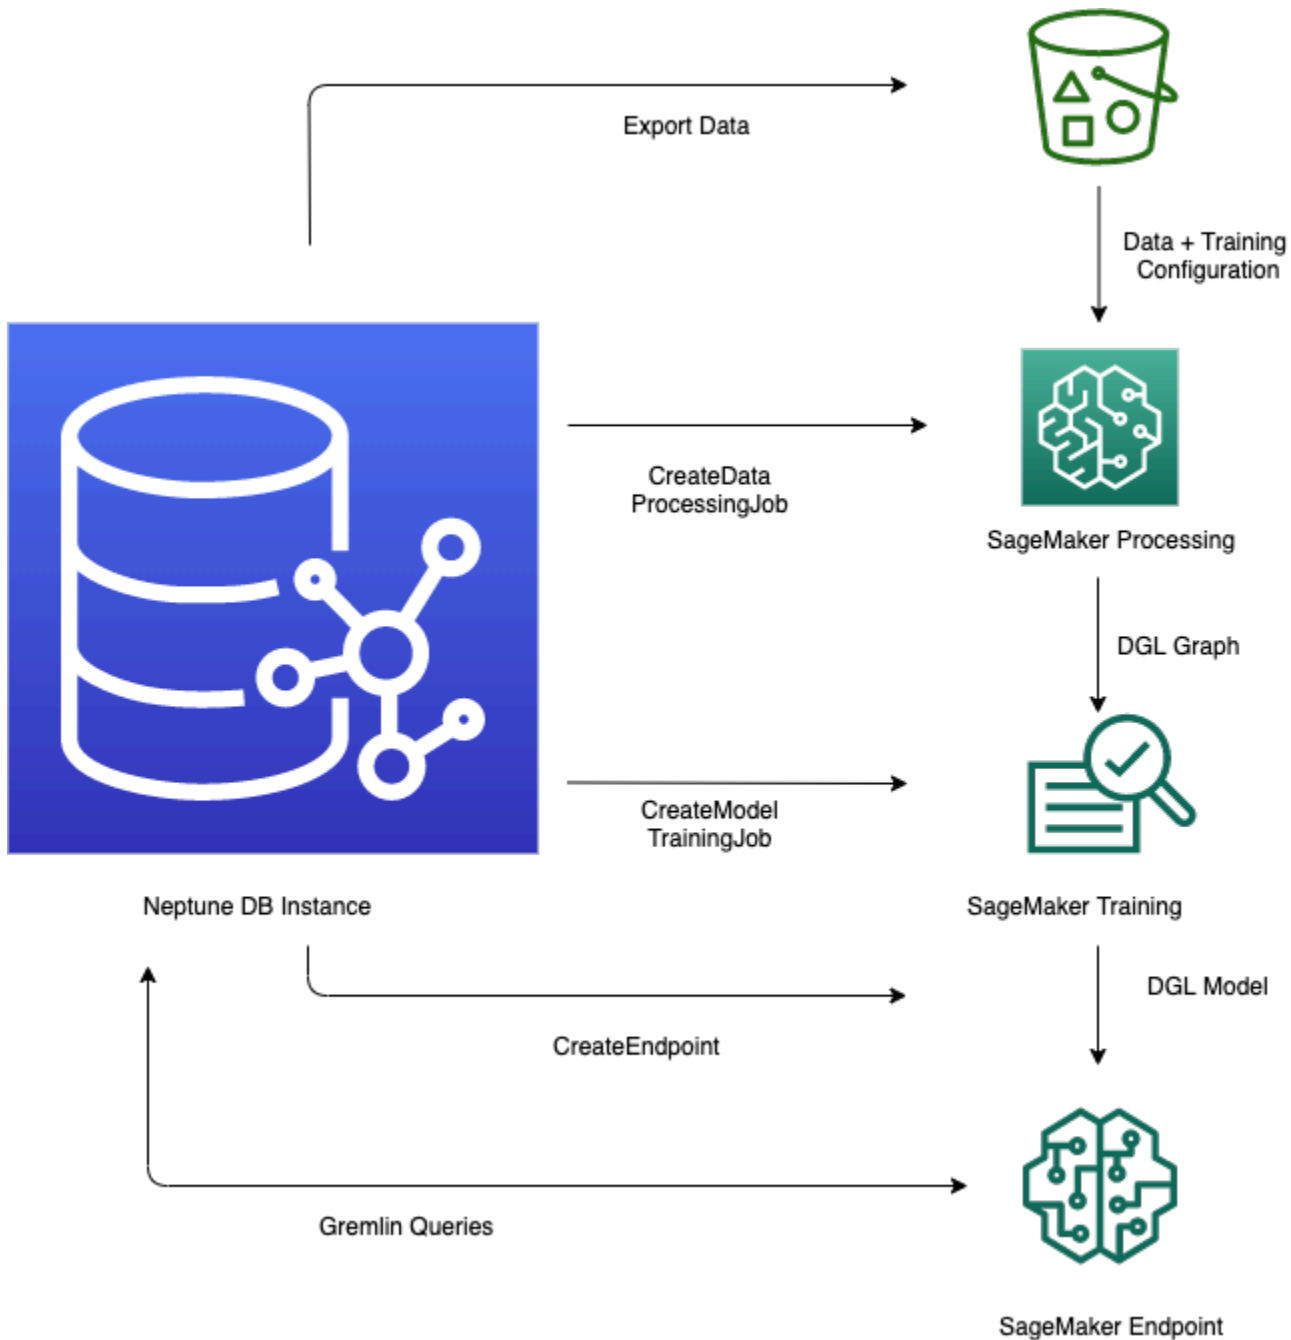 Export Data
Data + Training
Configuration
CreateData
ProcessingJob
SageMaker Processing
DGL Graph
CreateModel
TrainingJob
Neptune DB Instance
SageMaker Training
DGL Model
CreateEndpoint
Gremlin Queries
SageMaker Endpoint